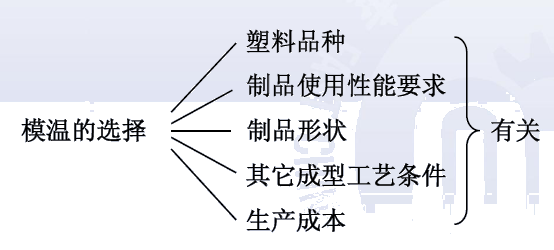 塑料品种
制品使用性能要求
模温的选择
制品形状
有关
其它成型工艺条件
生产成本